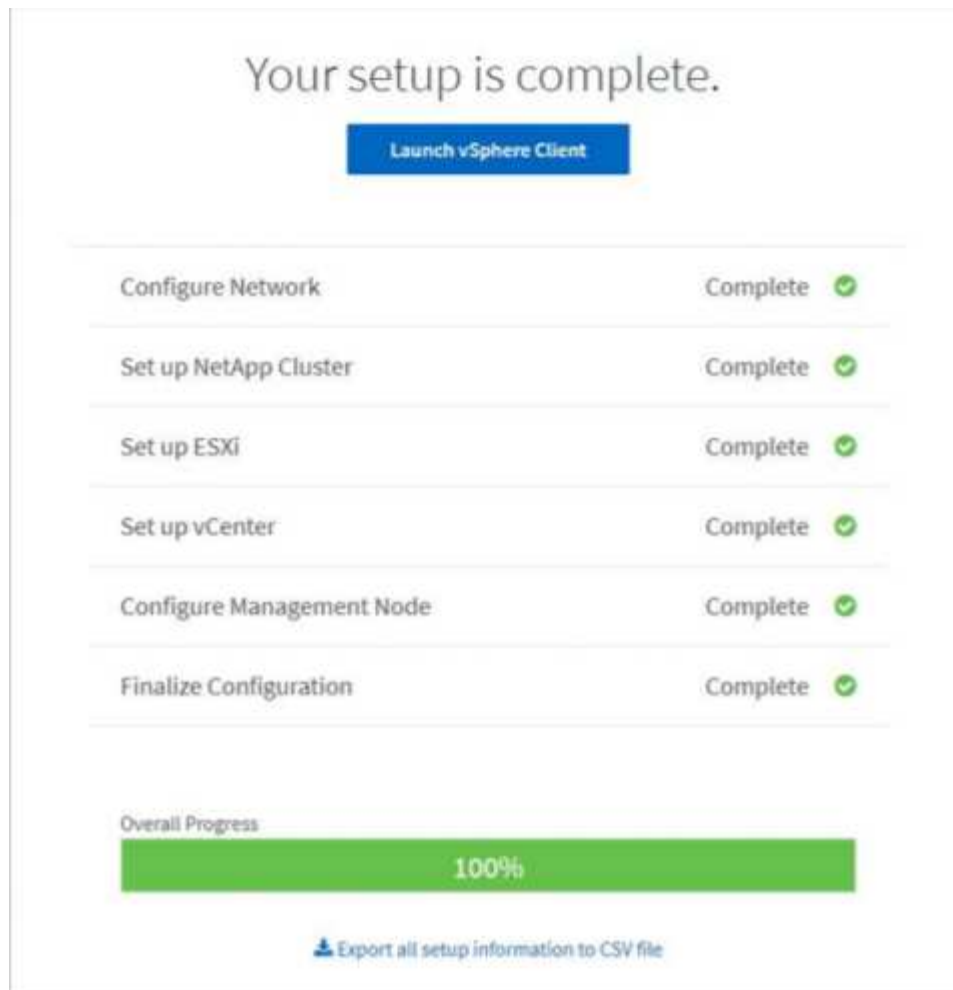 Your setup is complete.
Launch vSphere Client
Configure Network Complete
Set up NetApp Cluster Complete
Set up ESXi Complete
Set up vCenter Complete
Configure Management Node Complete
Finalize Configuration Complete
Overall Progress
100%
Export all setup information to CSV file